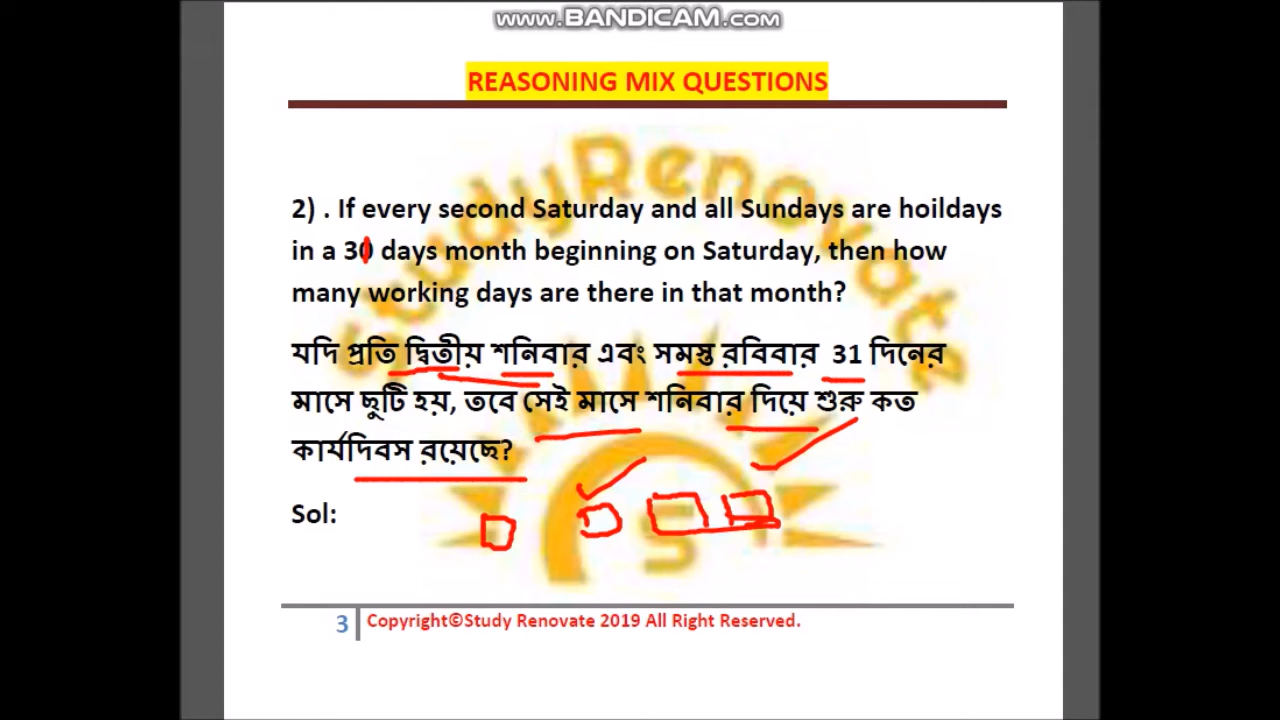 www.BANDICAM.com
REASONING MIX QUESTIONS
StudyRenovate
2) . If every second Saturday and all Sundays are hoildays
in a 30 days month beginning on Saturday, then how
many working days are there in that month?
যদি প্রতি দ্বিতীয় শনিবার এবং সমস্ত রবিবার 31 দিনের
মাসে ছুটি হয়, তবে সেই মাসে শনিবার দিয়ে শুরু কত
কার্যদিবস রয়েছে?
Sol:
S
3 Copyright©Study Renovate 2019 All Right Reserved.